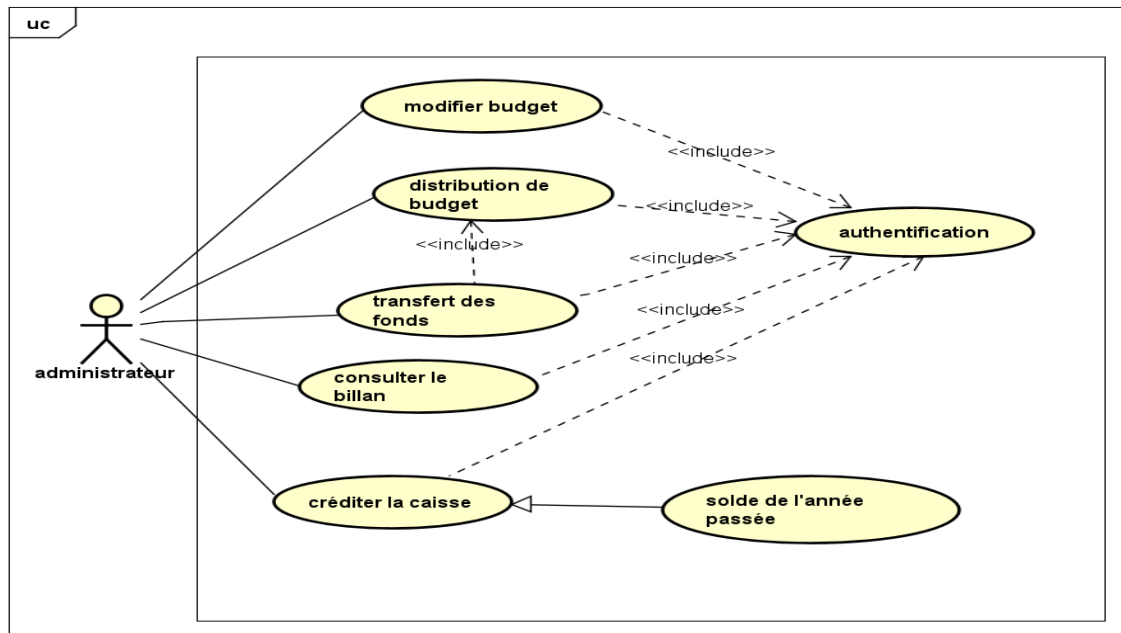 uc
modifier budget
<<include>>
distribution de
budget
<<include>>
authentification
<<include>>
<<include>>
transfert des
fonds
<<include>>
<<include>>
administrateur
consulter le
billan
créditer la caisse
solde de l'année
passée